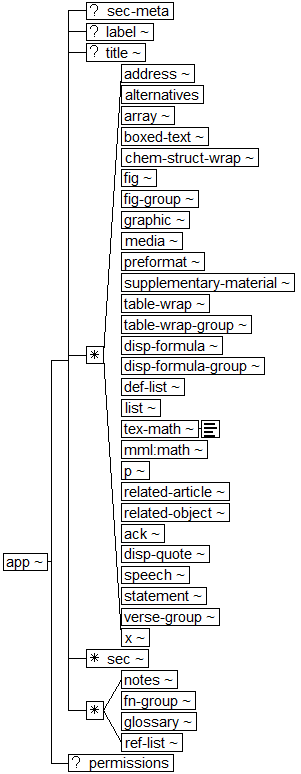 ? sec-meta
? label ~
? title ~
address ~
alternatives
array ~
boxed-text ~
chem-struct-wrap ~
fig ~
fig-group ~
graphic ~
media ~
preformat ~
supplementary-material ~
table-wrap ~
table-wrap-group ~
disp-formula ~
disp-formula-group ~
def-list ~
*
list ~
tex-math ~
mml:math ~
p ~
related-article ~
related-object ~
ack ~
disp-quote ~
app ~
speech ~
statement ~
verse-group ~
x ~
* sec ~
notes ~
fn-group ~
*
glossary ~
ref-list ~
? permissions